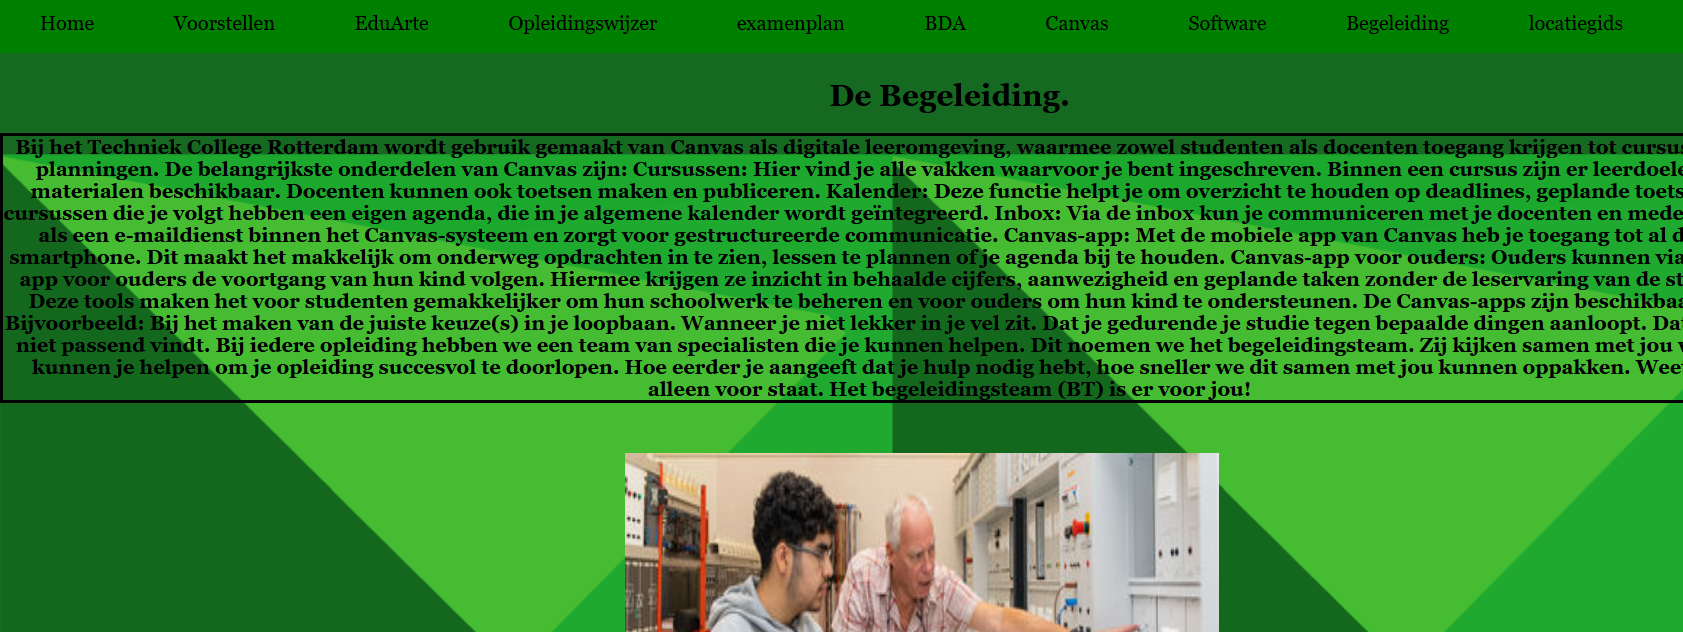 Home Voorstellen EduArte Opleidingswijzer examenplan BDA Canvas Software Begeleiding locatiegids
De Begeleiding.
Bij het Techniek College Rotterdam wordt gebruik gemaakt van Canvas als digitale leeromgeving, waarmee zowel studenten als docenten toegang krijgen tot
planningen. De belangrijkste onderdelen van Canvas zijn: Cursussen: Hier vind je alle vakken waarvoor je bent ingeschreven. Binnen een cursus zijn er
materialen beschikbaar. Docenten kunnen ook toetsen maken en publiceren. Kalender: Deze functie helpt je om overzicht te houden op deadlines, geplande
cursussen die je volgt hebben een eigen agenda, die in je algemene kalender wordt geïntegreerd. Inbox: Via de inbox kun je communiceren met je docenten en
als een e-maildienst binnen het Canvas-systeem en zorgt voor gestructureerde communicatie. Canvas-app: Met de mobiele app van Canvas heb je toegang tot al
smartphone. Dit maakt het makkelijk om onderweg opdrachten in te zien, lessen te plannen of je agenda bij te houden. Canvas-app voor ouders: Ouders kunnen via
app voor ouders de voortgang van hun kind volgen. Hiermee krijgen ze inzicht in behaalde cijfers, aanwezigheid en geplande taken zonder de leservaring van de
Deze tools maken het voor studenten gemakkelijker om hun schoolwerk te beheren en voor ouders om hun kind te ondersteunen. De Canvas-apps zijn
Bijvoorbeeld: Bij het maken van de juiste keuze(s) in je loopbaan. Wanneer je niet lekker in je vel zit. Dat je gedurende je studie tegen bepaalde dingen aanloopt.
niet passend vindt. Bij iedere opleiding hebben we een team van specialisten die je kunnen helpen. Dit noemen we het begeleidingsteam. Zij kijken samen met jou
kunnen je helpen om je opleiding succesvol te doorlopen. Hoe eerder je aangeeft dat je hulp nodig hebt, hoe sneller we dit samen met jou kunnen oppakken.
alleen voor staat. Het begeleidingsteam (BT) is er voor jou!